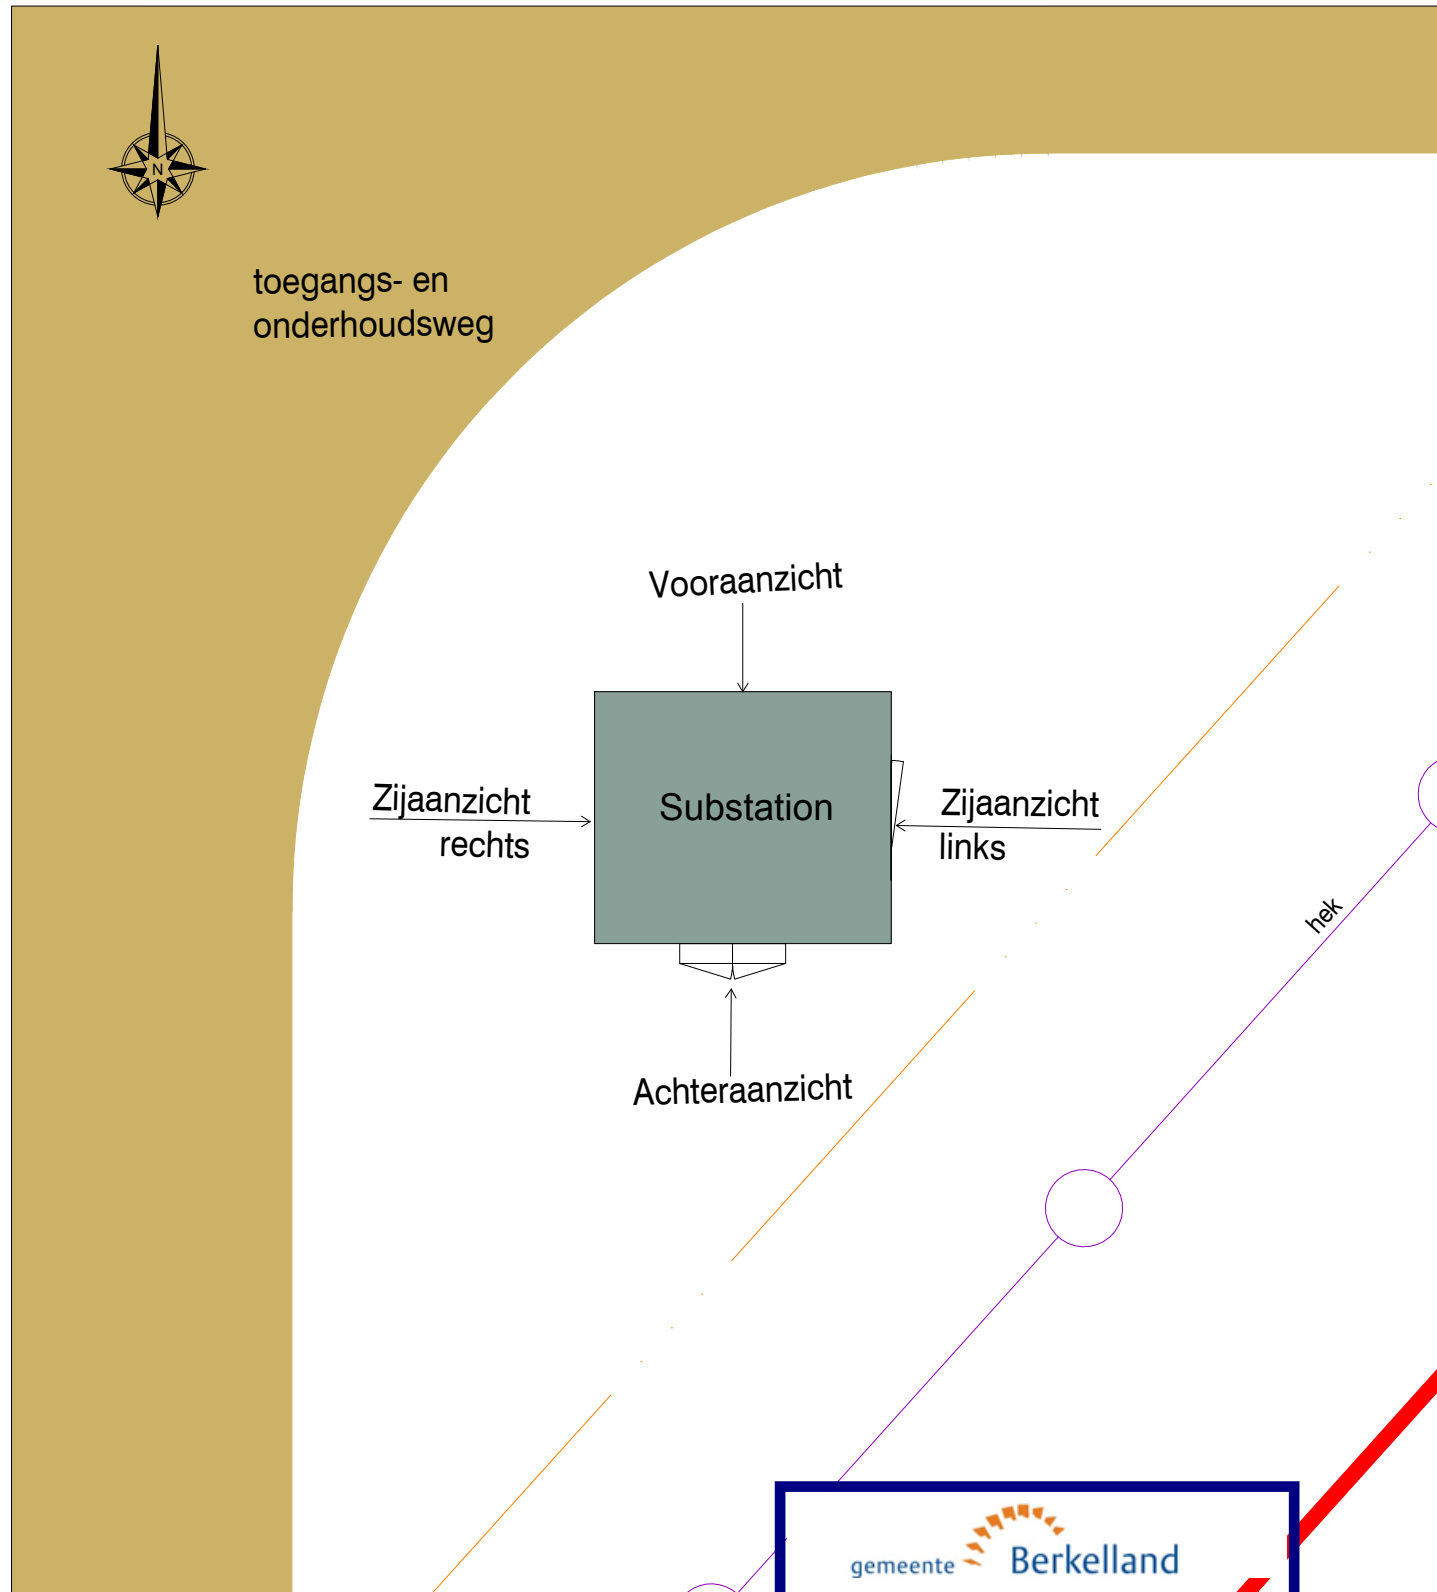 N
toegangs- en
onderhoudsweg
Vooraanzicht
Zijaanzicht
rechts
Substation
Zijaanzicht
links
hek
Achteraanzicht
gemeente Berkelland